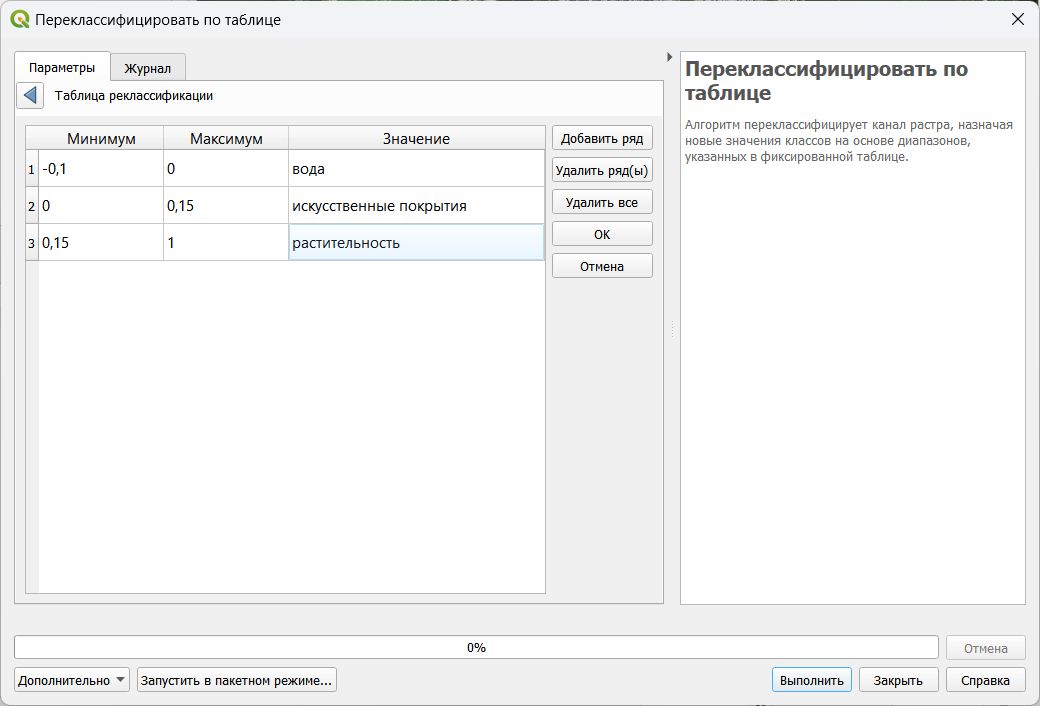 Переклассифицировать по таблице
Параметры
Журнал
Таблица реклассификации
Минимум Максимум Значение
1 -0,1 0 вода
2 0 0,15 искусственные покрытия
3 0,15 1 растительность
Добавить ряд
Удалить ряд(ы)
Удалить все
OK
Отмена
Переклассифицировать по
таблице
Алгоритм переклассифицирует канал растра, назначая
новые значения классов на основе диапазонов,
указанных в фиксированной таблице.
0%
Отмена
Дополнительно
Запустить в пакетном режиме...
Выполнить
Закрыть
Справка